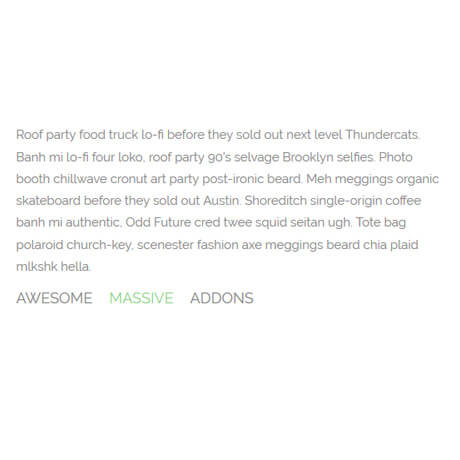 Roof party food truck lo-fi before they sold out next level Thundercats.
Banh mi lo-fi four loko, roof party 90's selvage Brooklyn selfies. Photo
booth chillwave cronut art party post-ironic beard. Meh meggings organic
skateboard before they sold out Austin. Shoreditch single-origin coffee
banh mi authentic, Odd Future cred twee squid seitan ugh. Tote bag
polaroid church-key, scenester fashion axe meggings beard chia plaid
mlkshk hella.
AWESOME MASSIVE ADDONS